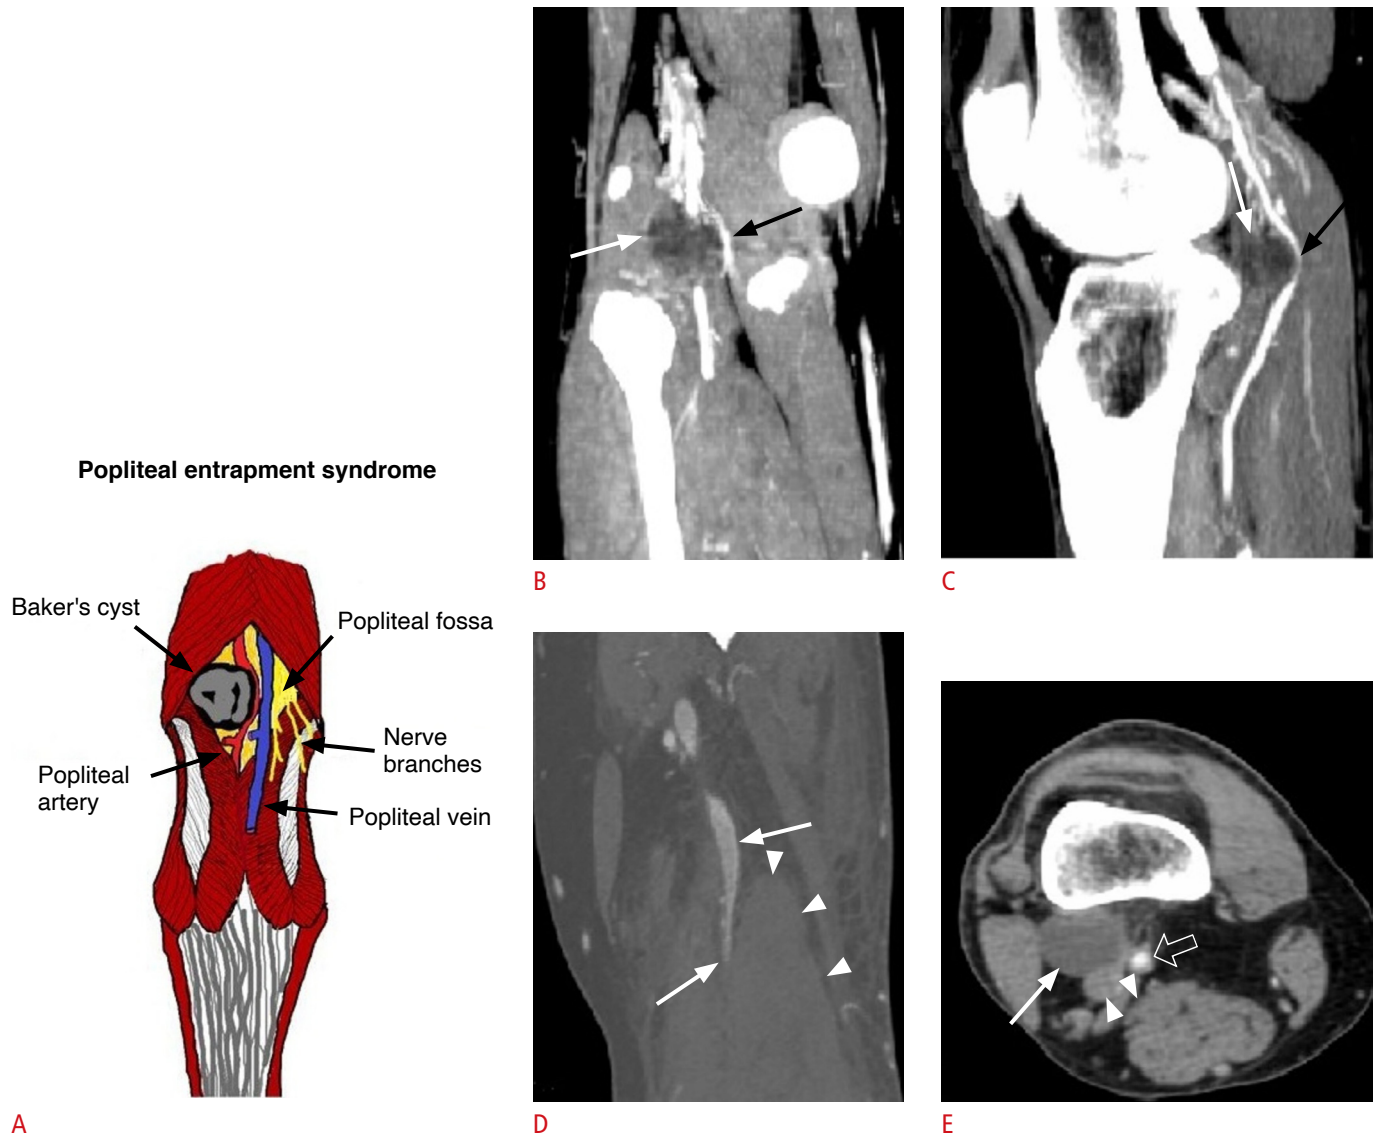 Popliteal entrapment syndrome
Baker's cyst
Popliteal fossa
Nerve
branches
Popliteal
artery
Popliteal vein
A
B
C
D
E